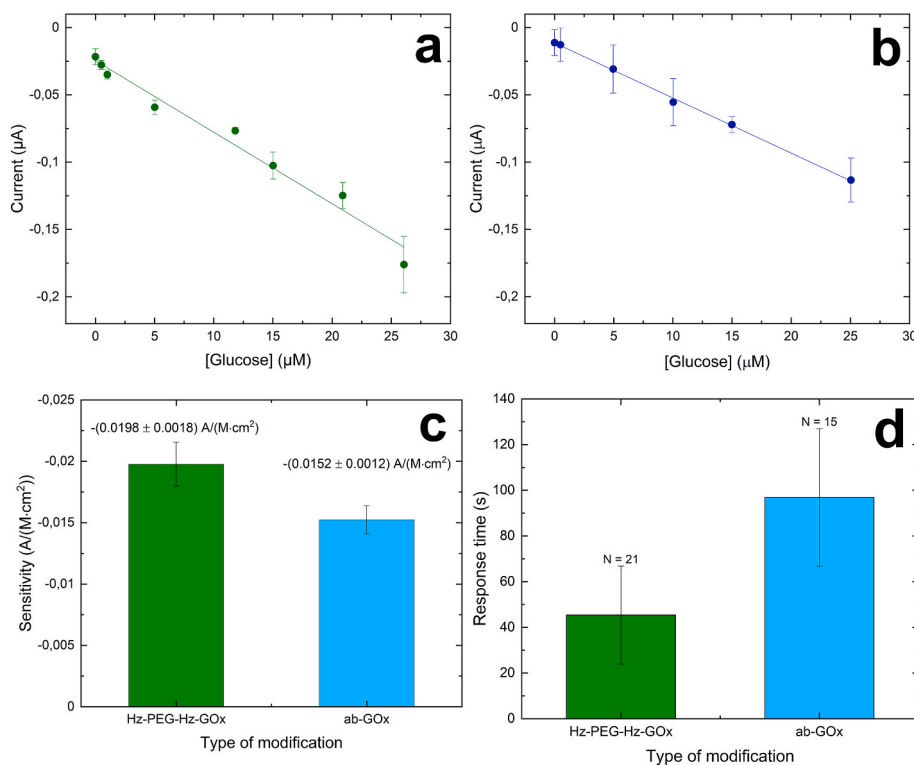 a
0
-0,05
-0,1
-0,15
-0,2
Current (µA)
0 5 10 15 20 25 30
[Glucose] (µM)
b
0
-0,05
-0,1
-0,15
-0,2
Current (µA)
0 5 10 15 20 25 30
[Glucose] (µM)
c
-0,025
-0,02
-0,015
-0,01
-0,005
0
Sensitivity (A/(M·cm²))
-(0.0198 ± 0.0018) A/(M·cm²)
-(0.0152 ± 0.0012) A/(M·cm²)
Hz-PEG-Hz-GOx ab-GOx
Type of modification
d
140
120
100
80
60
40
20
0
Response time (s)
N = 15
N = 21
Hz-PEG-Hz-GOx ab-GOx
Type of modification